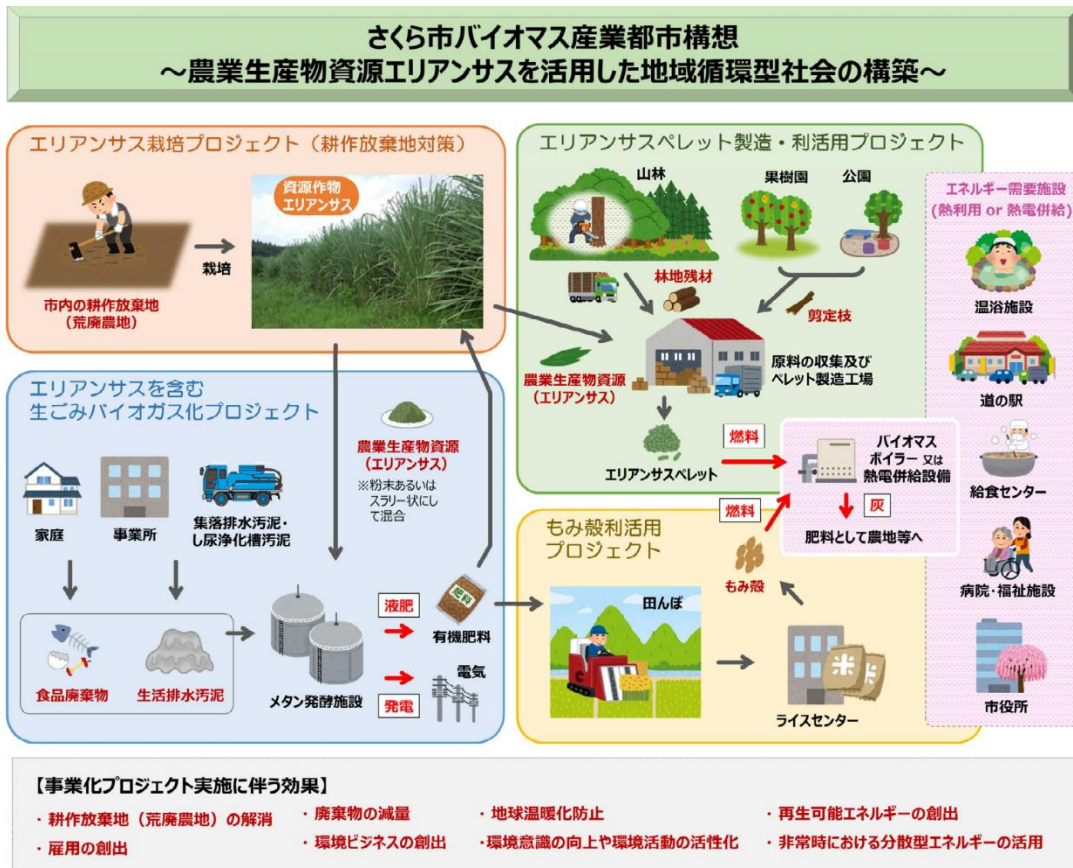 さくら市バイオマス産業都市構想
～農業生産物資源エリアンサスを活用した地域循環型社会の構築～
エリアンサス栽培プロジェクト（耕作放棄地対策）
資源作物
エリアンサス
栽培
市内の耕作放棄地
（荒廃農地）
エリアンサスペレット製造・利活用プロジェクト
山林
果樹園
公園
林地残材
剪定枝
農業生産物資源
（エリアンサス）
原料の収集及び
ペレット製造工場
エリアンサスペレット
燃料
バイオマス
ボイラー 又は
熱電併給設備
灰
肥料として農地等へ
エネルギー需要施設
（熱利用 or 熱電併給）
温浴施設
道の駅
給食センター
病院・福祉施設
市役所
エリアンサスを含む
生ごみバイオガス化プロジェクト
農業生産物資源
（エリアンサス）
※粉末あるいは
スラリー状にし
て混合
家庭
事業所
集落排水汚泥・
し尿浄化槽汚泥
食品廃棄物
生活排水汚泥
メタン発酵施設
液肥
肥料
有機肥料
発電
電気
もみ殻利活用
プロジェクト
燃料
もみ殻
田んぼ
米
ライスセンター
【事業化プロジェクト実施に伴う効果】
・耕作放棄地（荒廃農地）の解消
・廃棄物の減量
・地球温暖化防止
・再生可能エネルギーの創出
・雇用の創出
・環境ビジネスの創出
・環境意識の向上や環境活動の活性化
・非常時における分散型エネルギーの活用